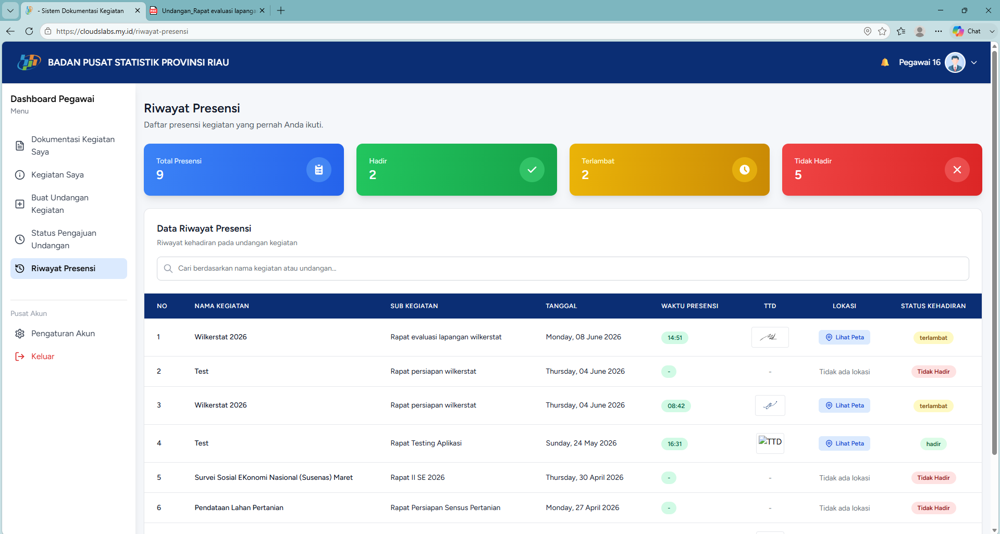 - Sistem Dokumentasi Kegiatan
Undangan_Rapat evaluasi lapanga
https://cloudslabs.my.id/riwayat-presensi
Chat
BADAN PUSAT STATISTIK PROVINSI RIAU
Pegawai 16
Dashboard Pegawai
Menu
Dokumentasi Kegiatan
Saya
Kegiatan Saya
Buat Undangan
Kegiatan
Status Pengajuan
Undangan
Riwayat Presensi
Pusat Akun
Pengaturan Akun
Keluar
Riwayat Presensi
Daftar presensi kegiatan yang pernah Anda ikuti.
Total Presensi
9
Hadir
2
Terlambat
2
Tidak Hadir
5
Data Riwayat Presensi
Riwayat kehadiran pada undangan kegiatan
Cari berdasarkan nama kegiatan atau undangan...
NO NAMA KEGIATAN SUB KEGIATAN TANGGAL WAKTU PRESENSI TTD LOKASI STATUS KEHADIRAN
1 Wilkerstat 2026 Rapat evaluasi lapangan wilkerstat Monday, 08 June 2026 14:51 Lihat Peta terlambat
2 Test Rapat persiapan wilkerstat Thursday, 04 June 2026 - - Tidak ada lokasi Tidak Hadir
3 Wilkerstat 2026 Rapat persiapan wilkerstat Thursday, 04 June 2026 08:42 Lihat Peta terlambat
4 Test Rapat Testing Aplikasi Sunday, 24 May 2026 16:31 TTD Lihat Peta hadir
5 Survei Sosial EKonomi Nasional (Susenas) Maret Rapat II SE 2026 Thursday, 30 April 2026 - - Tidak ada lokasi Tidak Hadir
6 Pendataan Lahan Pertanian Rapat Persiapan Sensus Pertanian Monday, 27 April 2026 - - Tidak ada lokasi Tidak Hadir